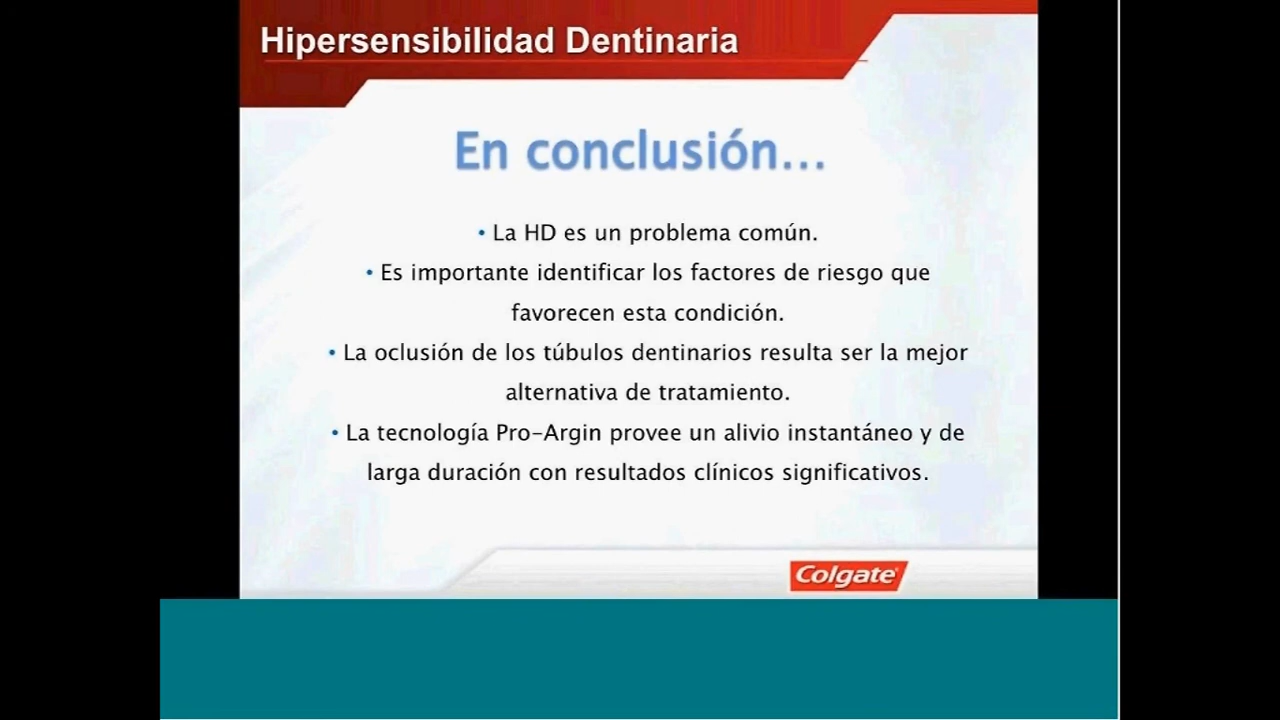 Hipersensibilidad Dentinaria
En conclusión...
• La HD es un problema común.
• Es importante identificar los factores de riesgo que
favorecen esta condición.
• La oclusión de los túbulos dentinarios resulta ser la mejor
alternativa de tratamiento.
• La tecnología Pro-Argin provee un alivio instantáneo y de
larga duración con resultados clínicos significativos.
Colgate